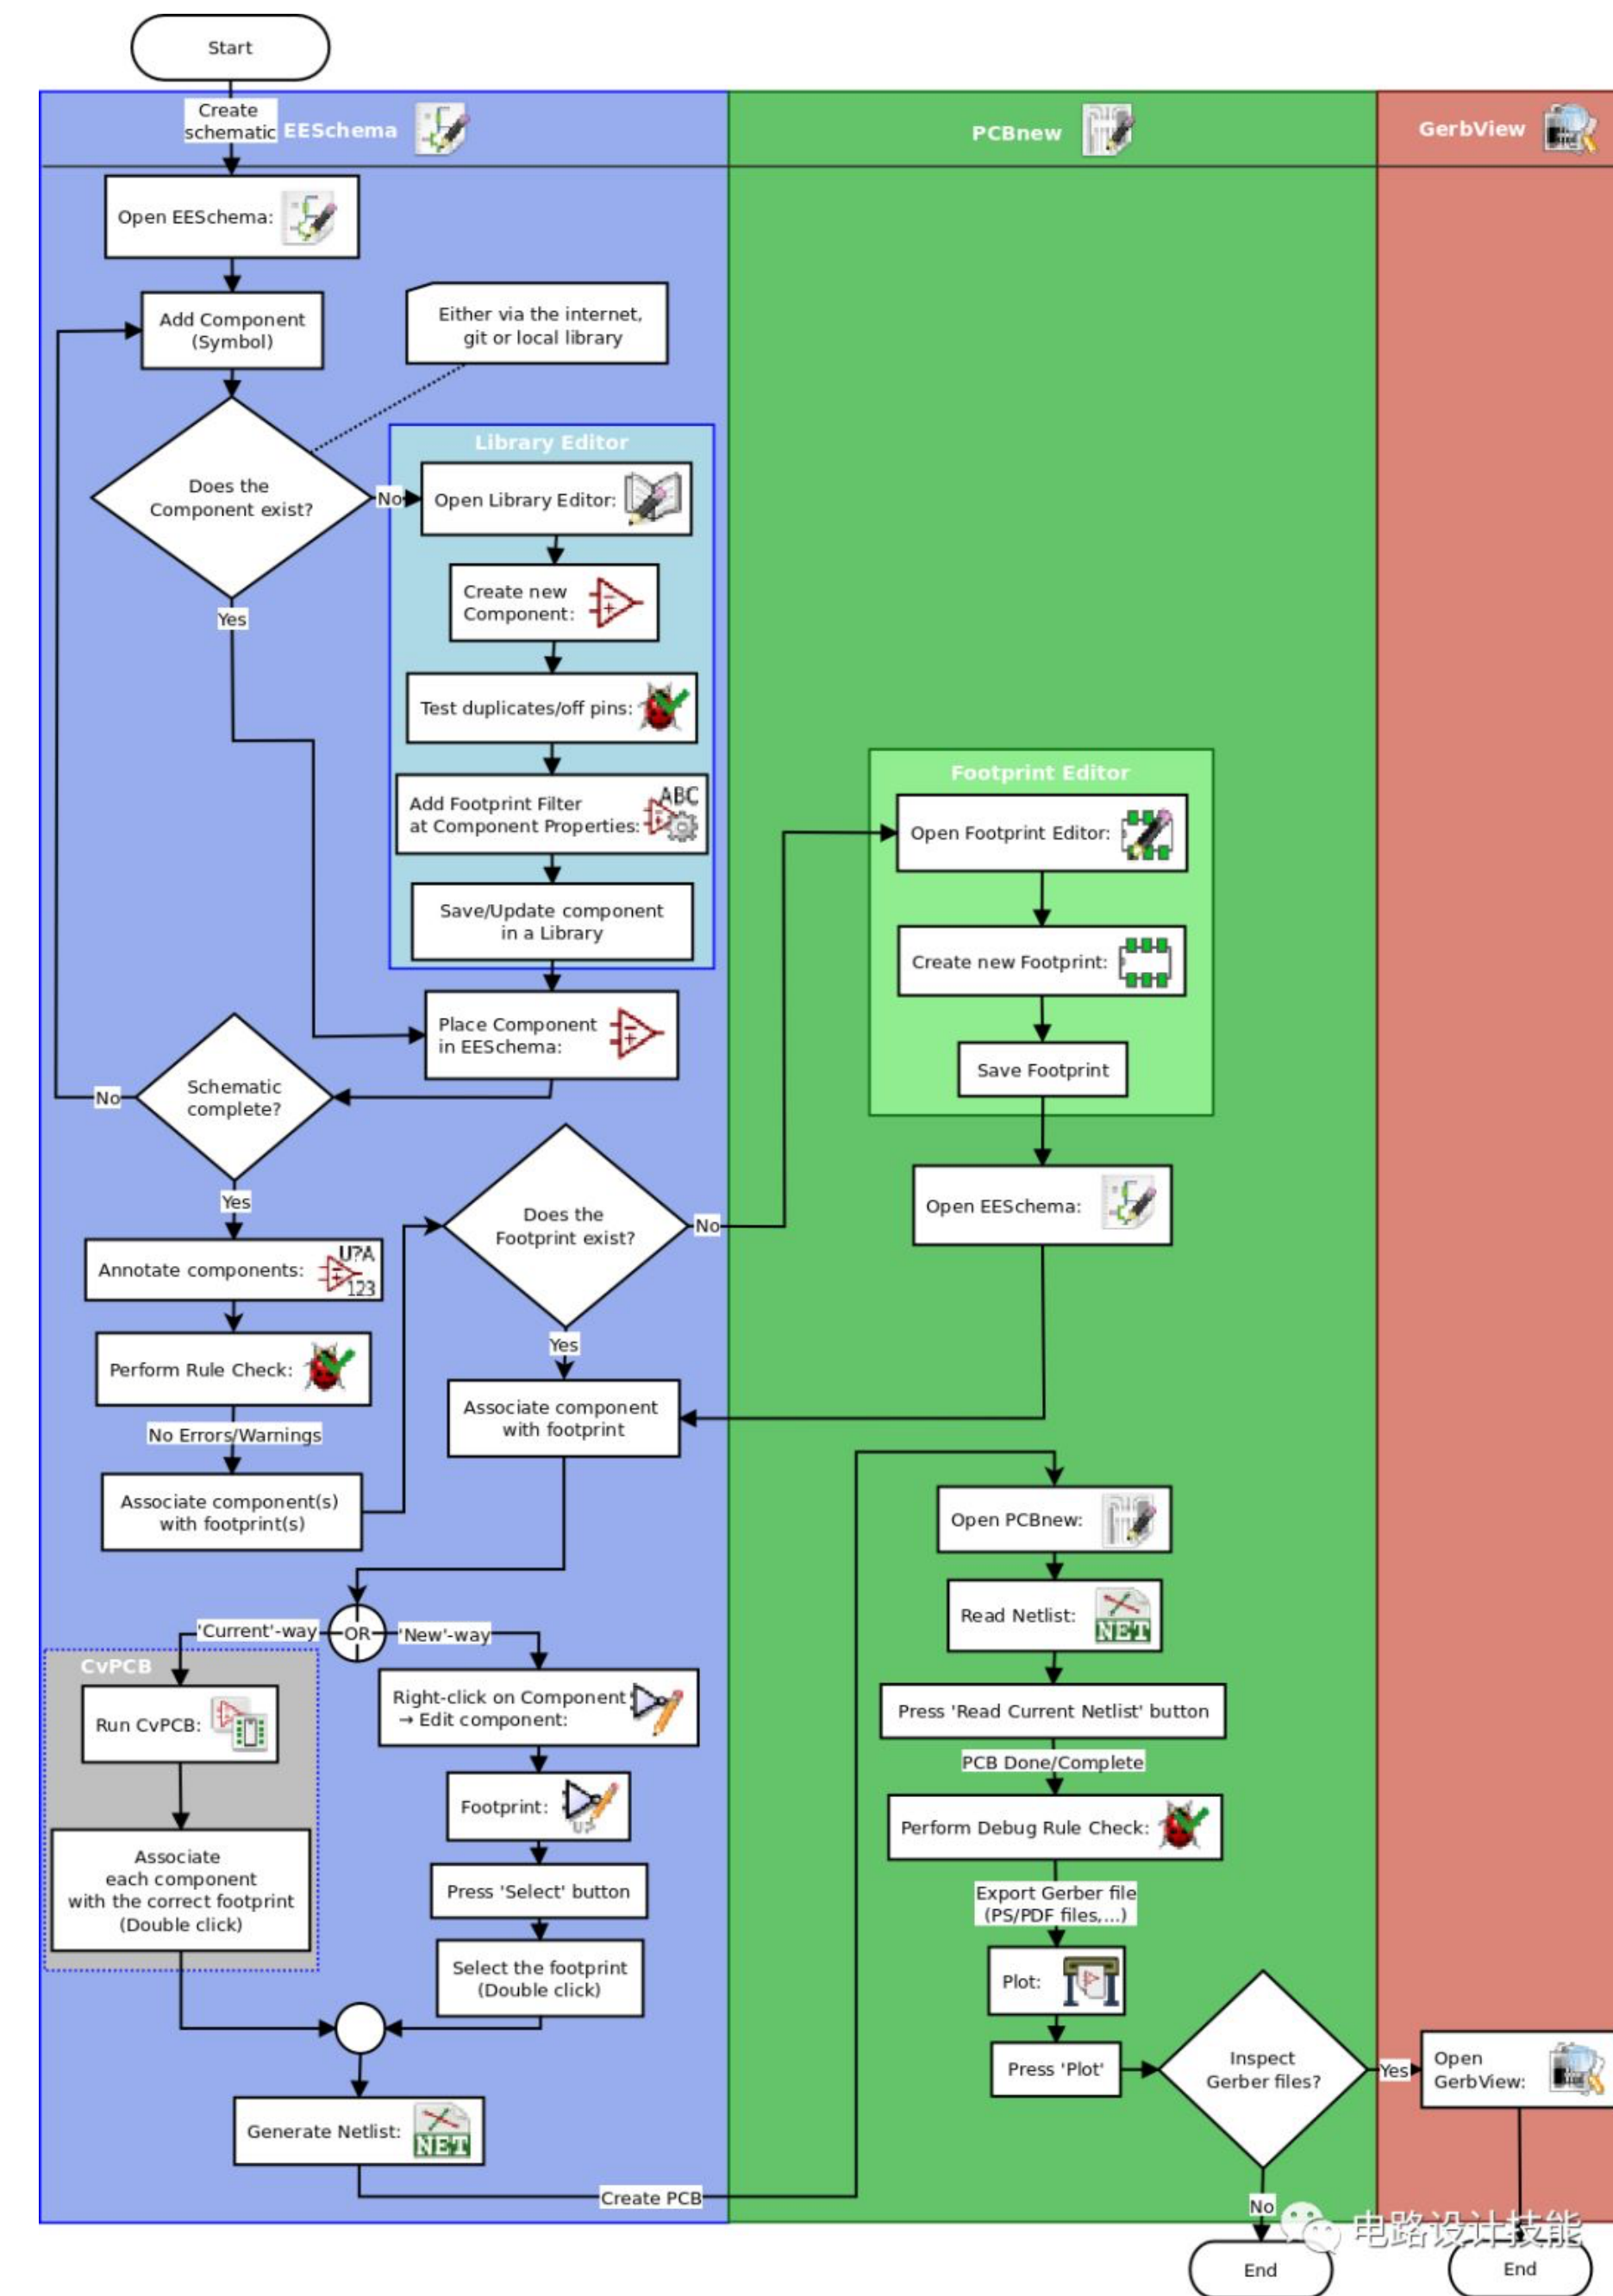 Start
Create
schematic
EESchema
PCBnew
GerbView
Open EESchema:
Add Component
(Symbol)
Either via the internet,
git or local library
Does the
Component exist?
No
Yes
Library Editor
Open Library Editor:
Create new
Component:
Test duplicates/off pins:
Add Footprint Filter
at Component Properties:
ABC
Save/Update component
in a Library
Place Component
in EESchema:
Schematic
complete?
No
Yes
Annotate components:
U?A
123
Perform Rule Check:
No Errors/Warnings
Associate component(s)
with footprint(s)
Does the
Footprint exist?
No
Yes
Footprint Editor
Open Footprint Editor:
Create new Footprint:
Save Footprint
Open EESchema:
Associate component
with footprint
OR
'Current'-way
'New'-way
CvPCB
Run CvPCB:
Associate
each component
with the correct footprint
(Double click)
Right-click on Component
→ Edit component:
Footprint:
Press 'Select' button
Select the footprint
(Double click)
Generate Netlist:
NET
Create PCB
Open PCBnew:
Read Netlist:
NET
Press 'Read Current Netlist' button
PCB Done/Complete
Perform Debug Rule Check:
Export Gerber file
(PS/PDF files,...)
Plot:
Press 'Plot'
Inspect
Gerber files?
Yes
No
Open
GerbView:
End
End
电路设计技能